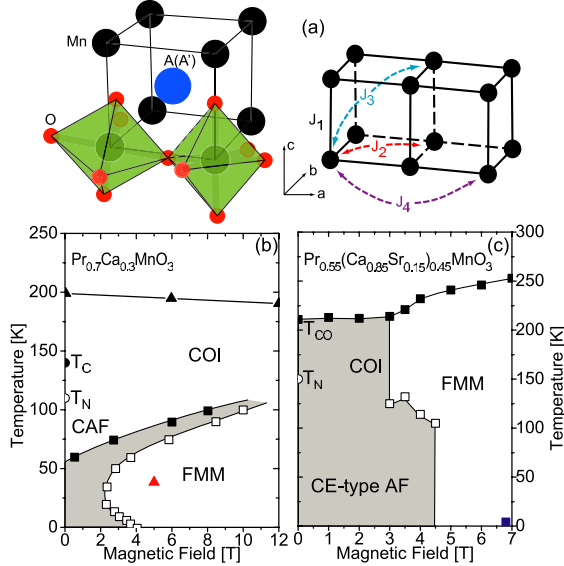 Mn
A(A')
O
(a)
J1
J2
J3
J4
c
b
a
(b)
Pr0.7Ca0.3MnO3
COI
TC
TN
CAF
FMM
Temperature [K]
250
200
150
100
50
0
0 2 4 6 8 10 12
Magnetic Field [T]
(c)
Pr0.55(Ca0.85Sr0.15)0.45MnO3
TCO
COI
TN
FMM
CE-type AF
300
250
200
150
100
50
0
Temperature [K]
0 1 2 3 4 5 6 7
Magnetic Field [T]